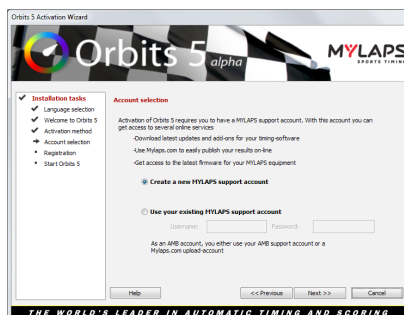 Orbits 5 Activation Wizard
Orbits 5 alpha
MYLAPS
SPORTS TIMING
Installation tasks
Language selection
Welcome to Orbits 5
Activation method
Account selection
Registration
Start Orbits 5
Account selection
Activation of Orbits 5 requires you to have a MYLAPS support account. With this account you can
get access to several online services
-Download latest updates and add-ons for your timing-software
-Use Mylaps.com to easily publish your results on-line
-Get access to the latest firmware for your MYLAPS equipment
Create a new MYLAPS support account
Use your existing MYLAPS support account
Username: Password:
As an AMB account, you either use your AMB support account or a
Mylaps.com upload-account
Help << Previous Next >> Cancel
THE WORLD'S LEADER IN AUTOMATIC TIMING AND SCORING